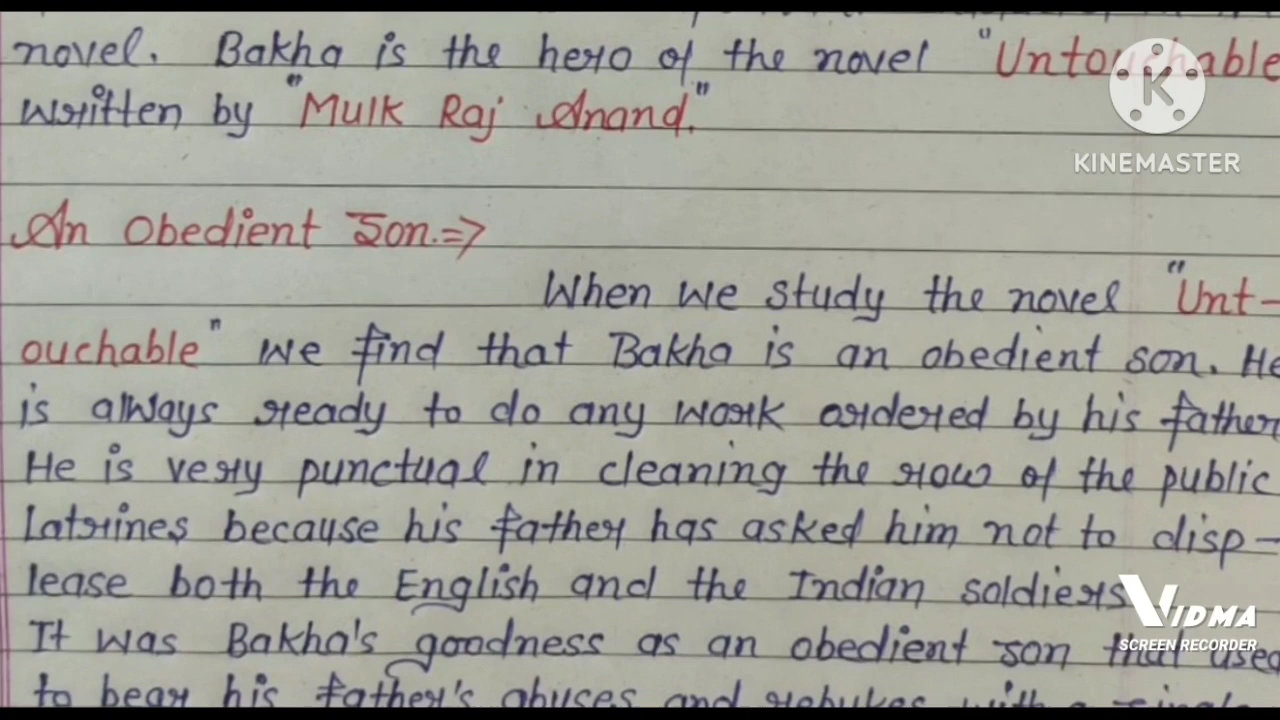 novel. Bakha is the hero of the novel "Untouchable
written by "Mulk Raj Anand."
KINEMASTER
An Obedient Son.⇒
When we study the novel "Unt-
ouchable" we find that Bakha is an obedient son. He
is always ready to do any work ordered by his father
He is very punctual in cleaning the row of the public
Latrines because his father has asked him not to disp-
lease both the English and the Indian soldiers
VIDMA
SCREEN RECORDER
It was Bakha's goodness as an obedient son that used
to bear his father's abuses and rebukes with a